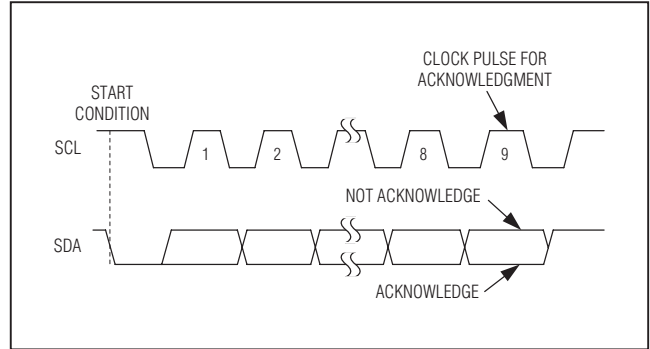 CLOCK PULSE FOR
ACKNOWLEDGMENT
START
CONDITION
SCL
1
2
8
9
NOT ACKNOWLEDGE
SDA
ACKNOWLEDGE